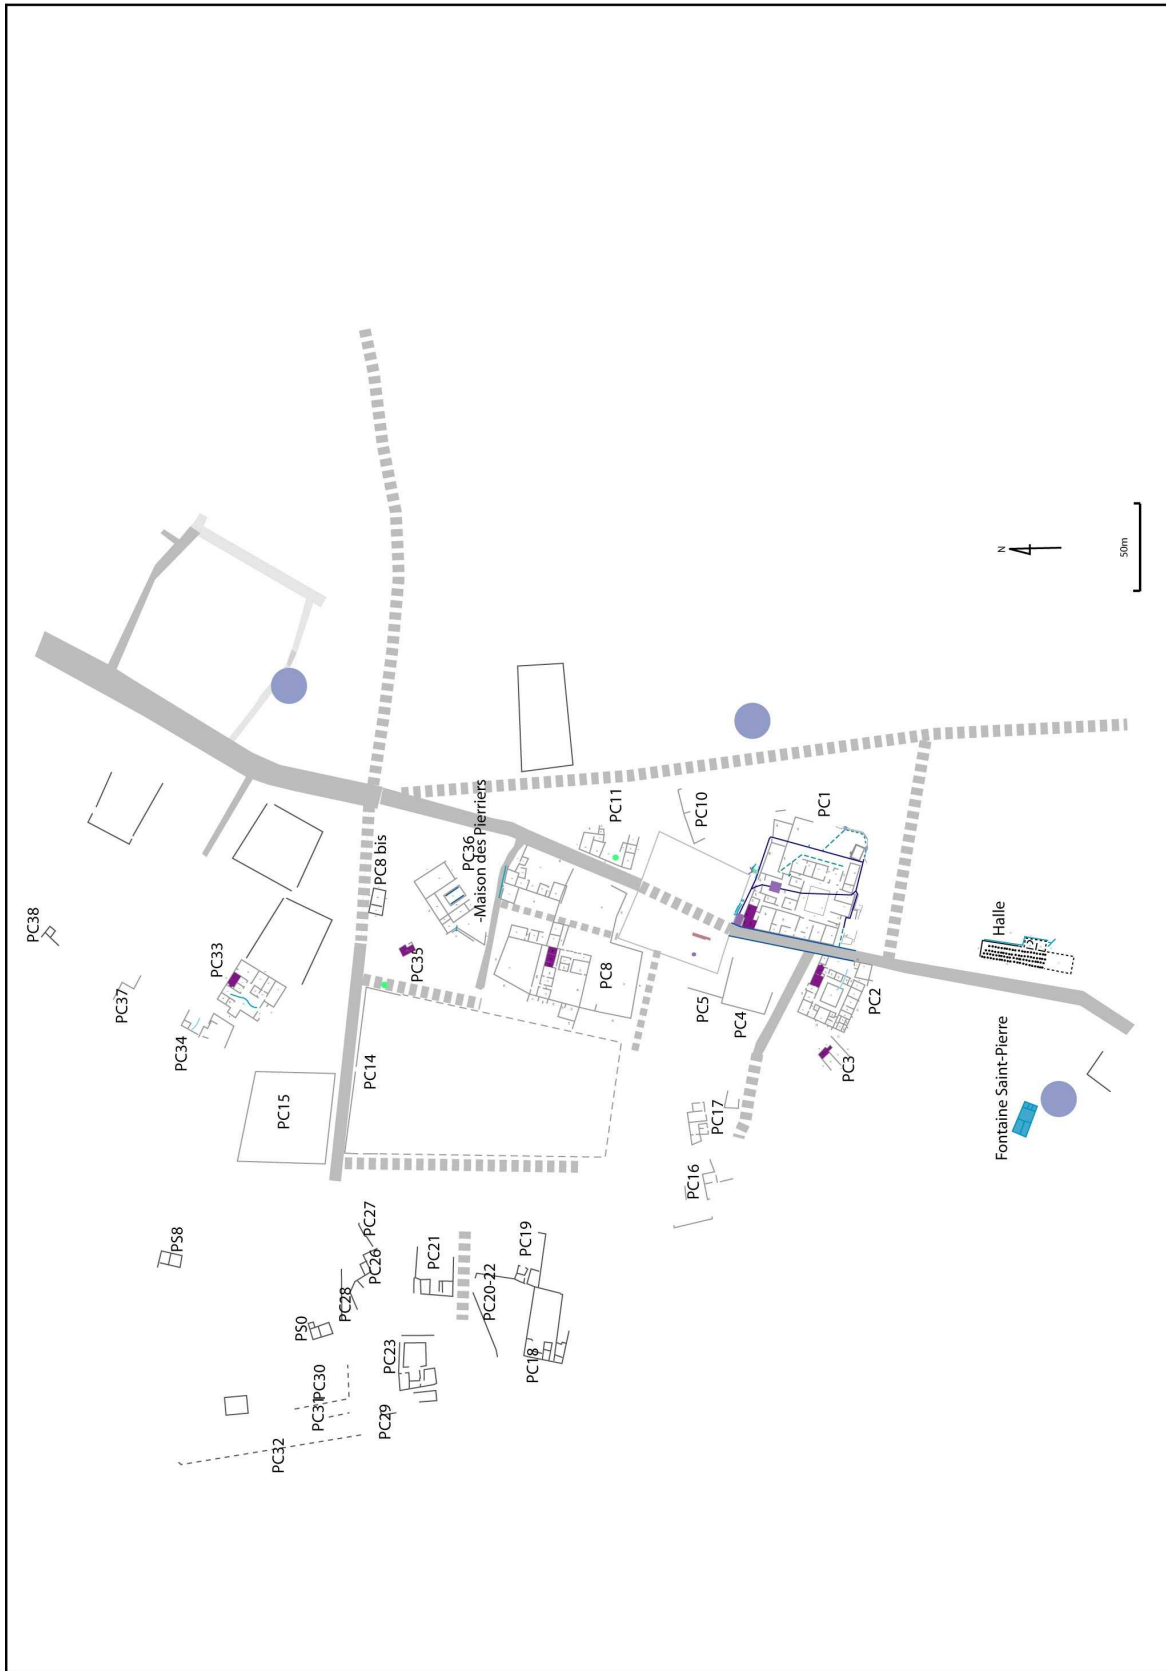 PC38
PC37
PC33
PC34
PC15
PC14
PC8 bis
PC35
PC36
-Maison des Pierriers
PC11
PC10
PC8
PC5
PC4
PC1
PC2
PC3
PC17
PC16
Halle
Fontaine Saint-Pierre
PS8
PC27
PC26
PC28
PS0
PC21
PC20-22
PC19
PC18
PC23
PC29
PC30
PC31
PC32
N
50m